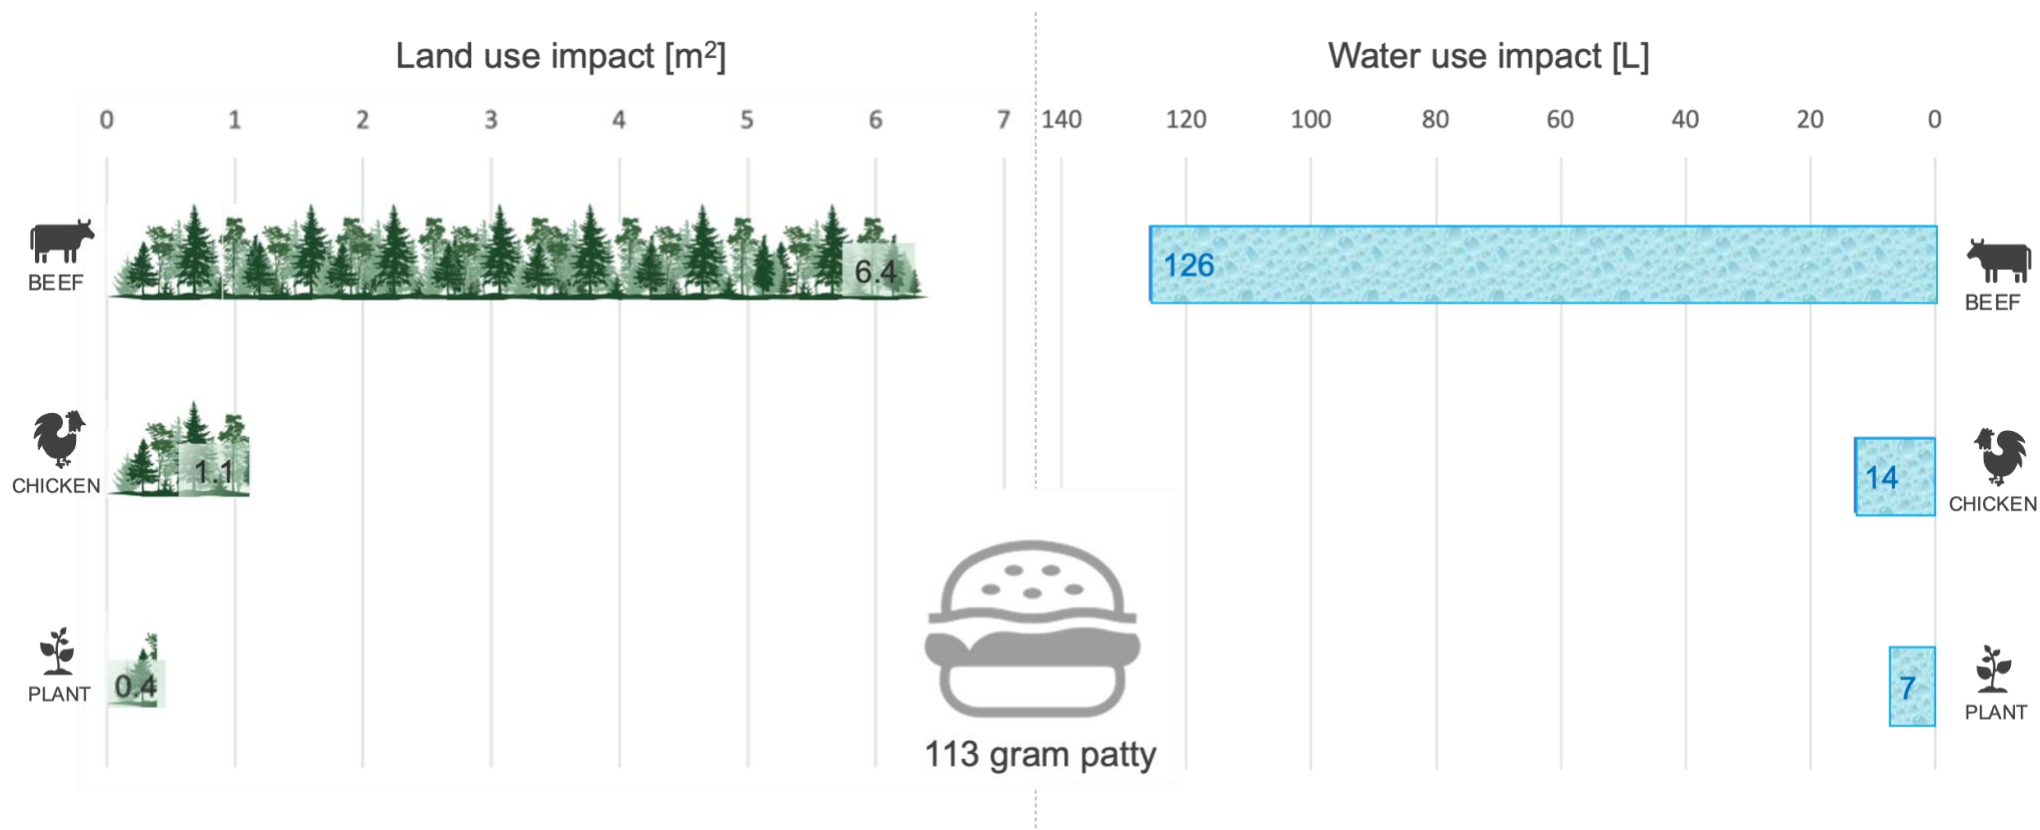 Land use impact [m²]
Water use impact [L]
0 1 2 3 4 5 6 7
140 120 100 80 60 40 20 0
BEEF
6.4
126
BEEF
CHICKEN
1.1
14
CHICKEN
PLANT
0.4
7
PLANT
113 gram patty